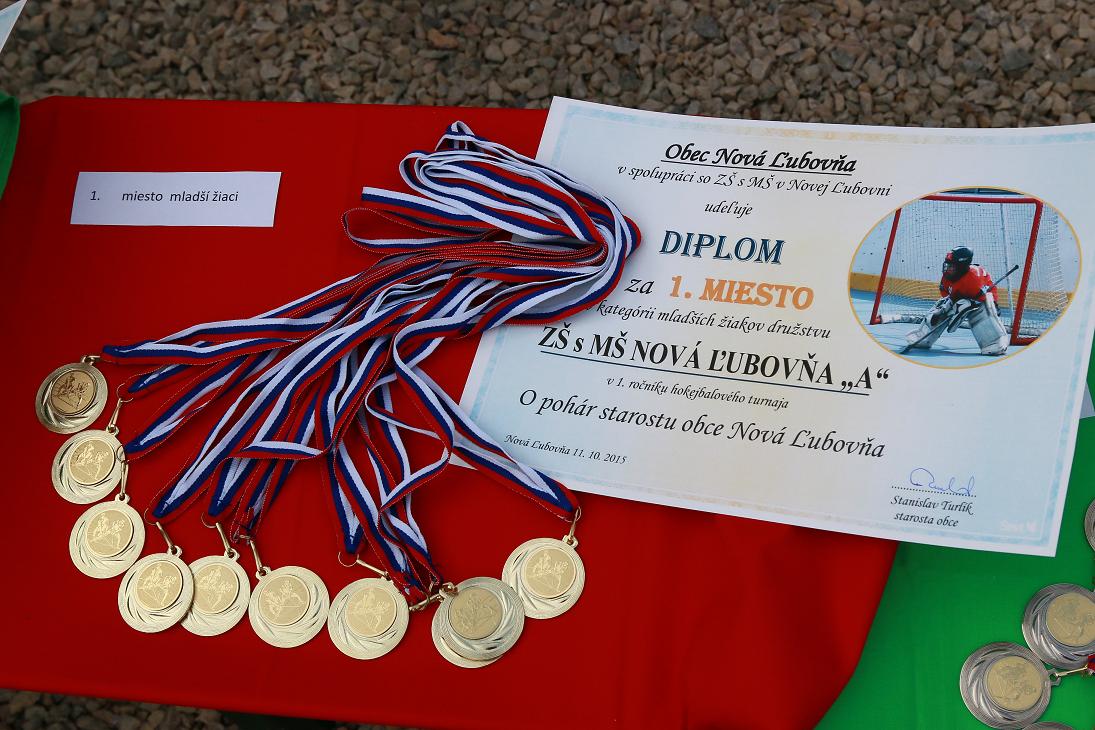 1. miesto mladší žiaci
Obec Nová Ľubovňa
v spolupráci so ZŠ s MŠ v Novej Ľubovni
udeľuje
DIPLOM
za 1. MIESTO
kategórii mladších žiakov družstvu
ZŠ s MŠ NOVÁ ĽUBOVŇA „A“
v 1. ročníku hokejbalového turnaja
O pohár starostu obce Nová Ľubovňa
Nová Ľubovňa 11. 10. 2015
Stanislav Turlik
starosta obce